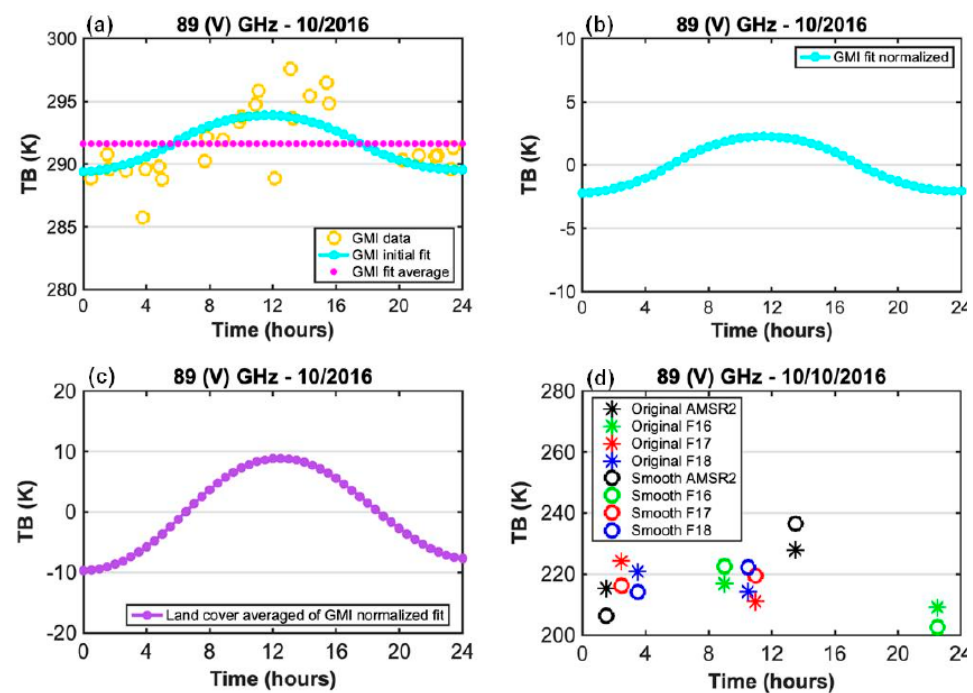 (a) 89 (V) GHz - 10/2016
TB (K)
300
295
290
285
280
GMI data
GMI initial fit
GMI fit average
0 4 8 12 16 20 24
Time (hours)
(b) 89 (V) GHz - 10/2016
TB (K)
10
5
0
-5
-10
GMI fit normalized
0 4 8 12 16 20 24
Time (hours)
(c) 89 (V) GHz - 10/2016
TB (K)
20
10
0
-10
-20
Land cover averaged of GMI normalized fit
0 4 8 12 16 20 24
Time (hours)
(d) 89 (V) GHz - 10/10/2016
TB (K)
280
260
240
220
200
Original AMSR2
Original F16
Original F17
Original F18
Smooth AMSR2
Smooth F16
Smooth F17
Smooth F18
0 4 8 12 16 20 24
Time (hours)